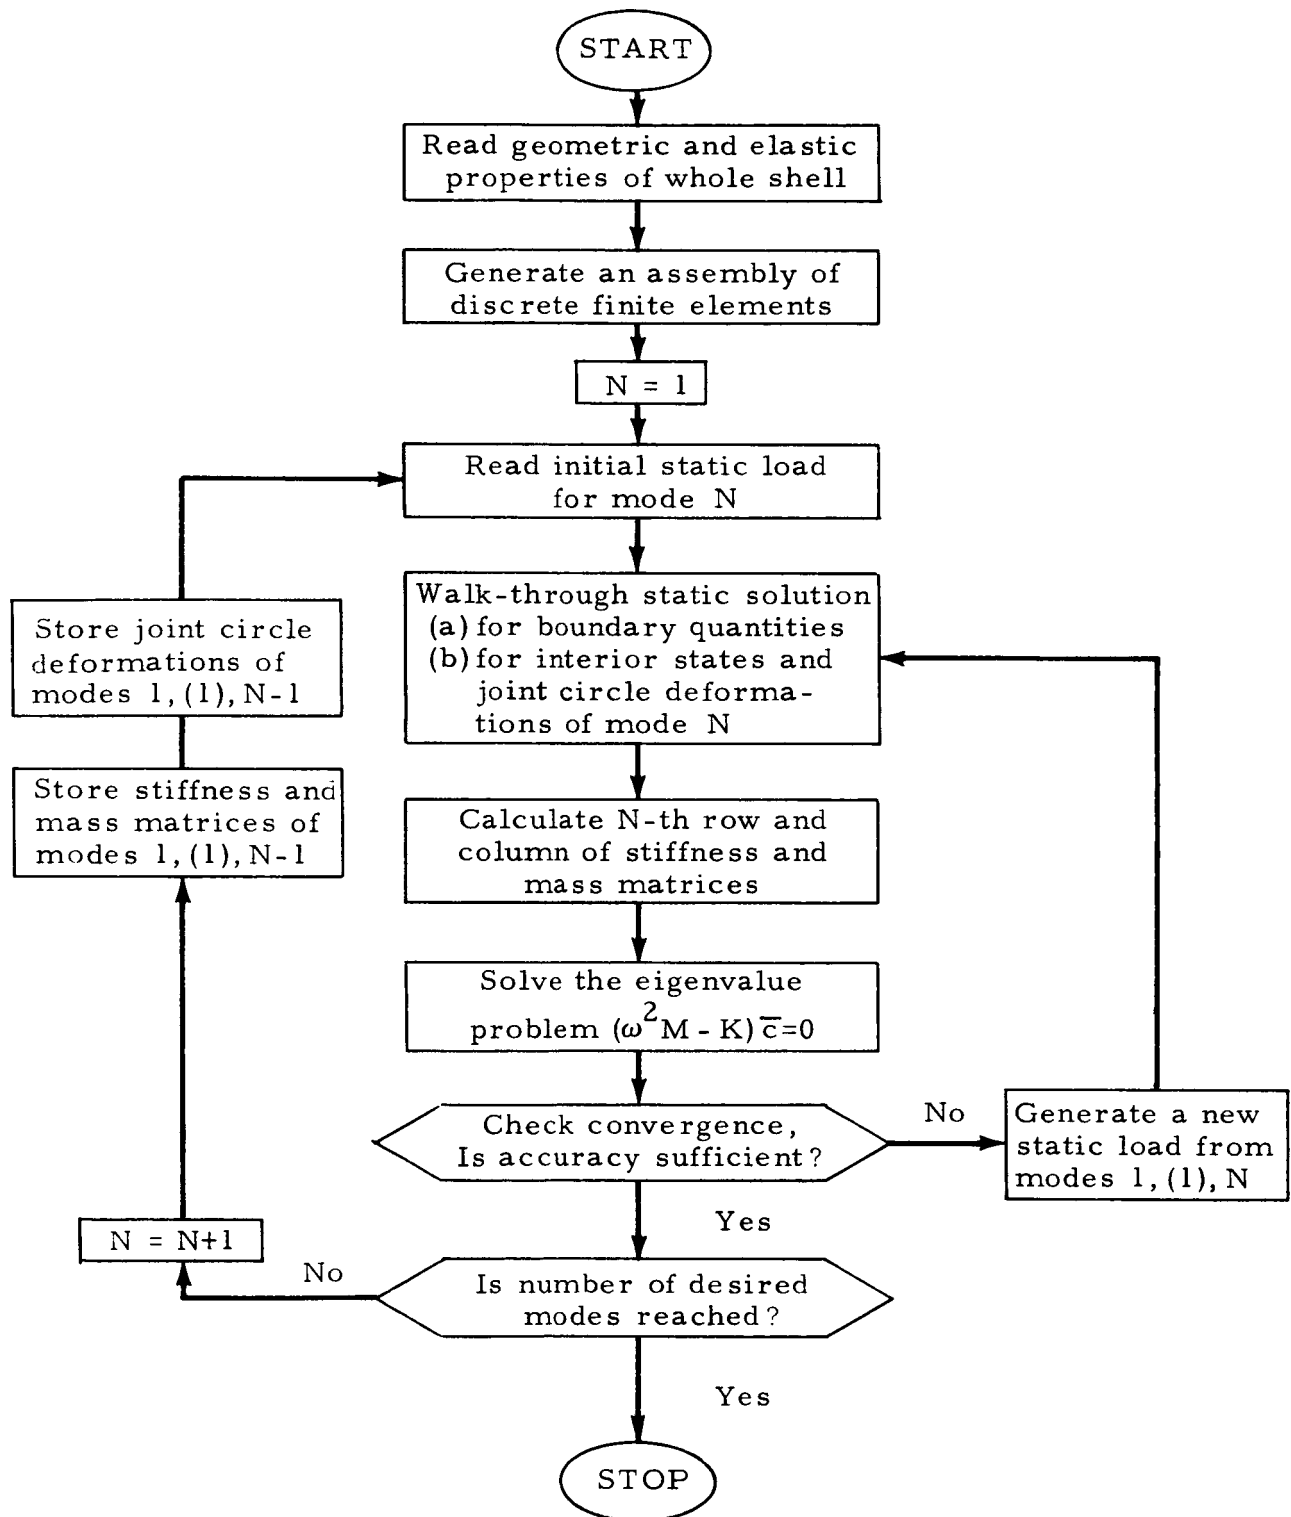 START
Read geometric and elastic
properties of whole shell
Generate an assembly of
discrete finite elements
N = 1
Read initial static load
for mode N
Walk-through static solution
(a) for boundary quantities
(b) for interior states and
joint circle deforma-
tions of mode N
Store joint circle
deformations of
modes 1, (1), N-1
Store stiffness and
mass matrices of
modes 1, (1), N-1
Calculate N-th row and
column of stiffness and
mass matrices
Solve the eigenvalue
problem (ω²M - K) c̅=0
Check convergence,
Is accuracy sufficient?
No
Generate a new
static load from
modes 1, (1), N
Yes
N = N+1
No
Is number of desired
modes reached?
Yes
STOP